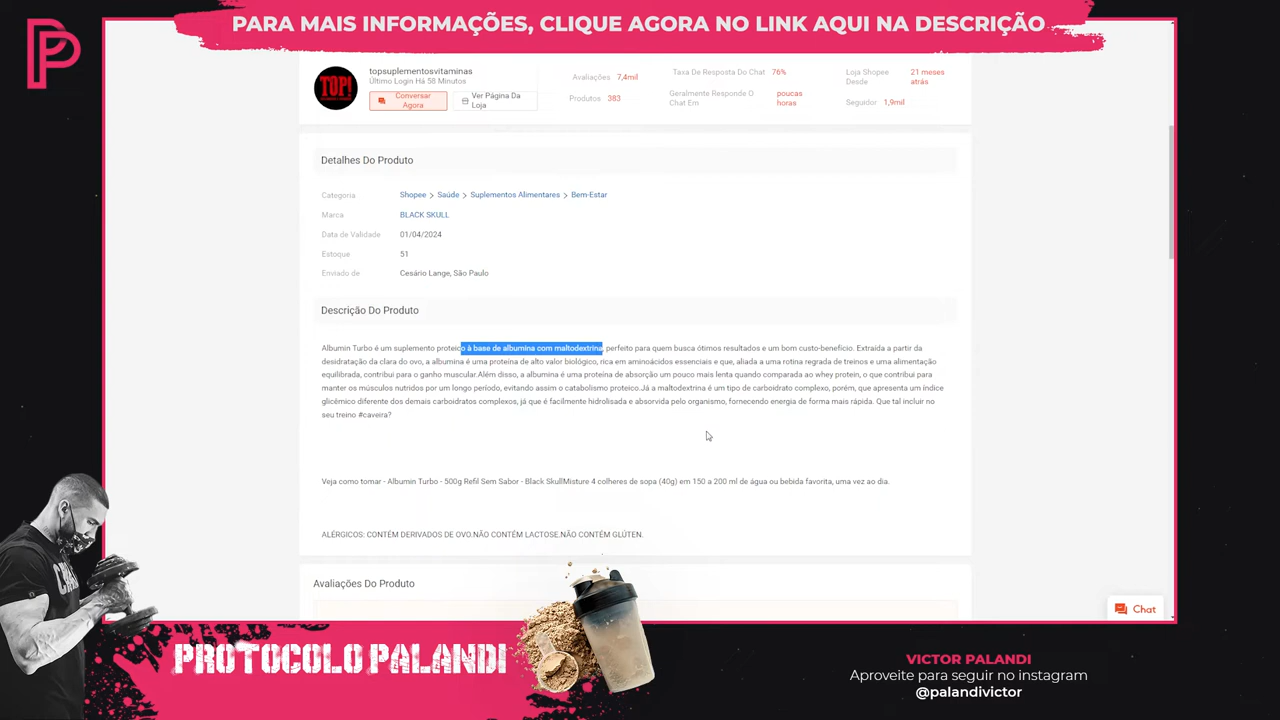 PARA MAIS INFORMAÇÕES, CLIQUE AGORA NO LINK AQUI NA DESCRIÇÃO
TOP!
topsuplementosvitaminas
Último Login Há 58 Minutos
Conversar Agora
Ver Página Da Loja
Avaliações 7,4mil
Produtos 383
Taxa De Resposta Do Chat 76%
Geralmente Responde O Chat Em poucas horas
Loja Shopee Desde 21 meses atrás
Seguidor 1,9mil
Detalhes Do Produto
Categoria Shopee > Saúde > Suplementos Alimentares > Bem-Estar
Marca BLACK SKULL
Data de Validade 01/04/2024
Estoque 51
Enviado de Cesário Lange, São Paulo
Descrição Do Produto
Albumin Turbo é um suplemento proteico à base de albumina com maltodextrina, perfeito para quem busca ótimos resultados e um bom custo-benefício. Extraída a partir da
desidratação da clara do ovo, a albumina é uma proteína de alto valor biológico, rica em aminoácidos essenciais e que, aliada a uma rotina regrada de treinos e uma alimentação
equilibrada, contribui para o ganho muscular.Além disso, a albumina é uma proteína de absorção um pouco mais lenta quando comparada ao whey protein, o que contribui para
manter os músculos nutridos por um longo período, evitando assim o catabolismo proteico.Já a maltodextrina é um tipo de carboidrato complexo, porém, que apresenta um índice
glicêmico diferente dos demais carboidratos complexos, já que é facilmente hidrolisada e absorvida pelo organismo, fornecendo energia de forma mais rápida. Que tal incluir no
seu treino #caveira?
Veja como tomar - Albumin Turbo - 500g Refil Sem Sabor - Black SkullMisture 4 colheres de sopa (40g) em 150 a 200 ml de água ou bebida favorita, uma vez ao dia.
ALÉRGICOS: CONTÉM DERIVADOS DE OVO.NÃO CONTÉM LACTOSE.NÃO CONTÉM GLÚTEN.
Avaliações Do Produto
Chat
PROTOCOLO PALANDI
VICTOR PALANDI
Aproveite para seguir no instagram
@palandivictor